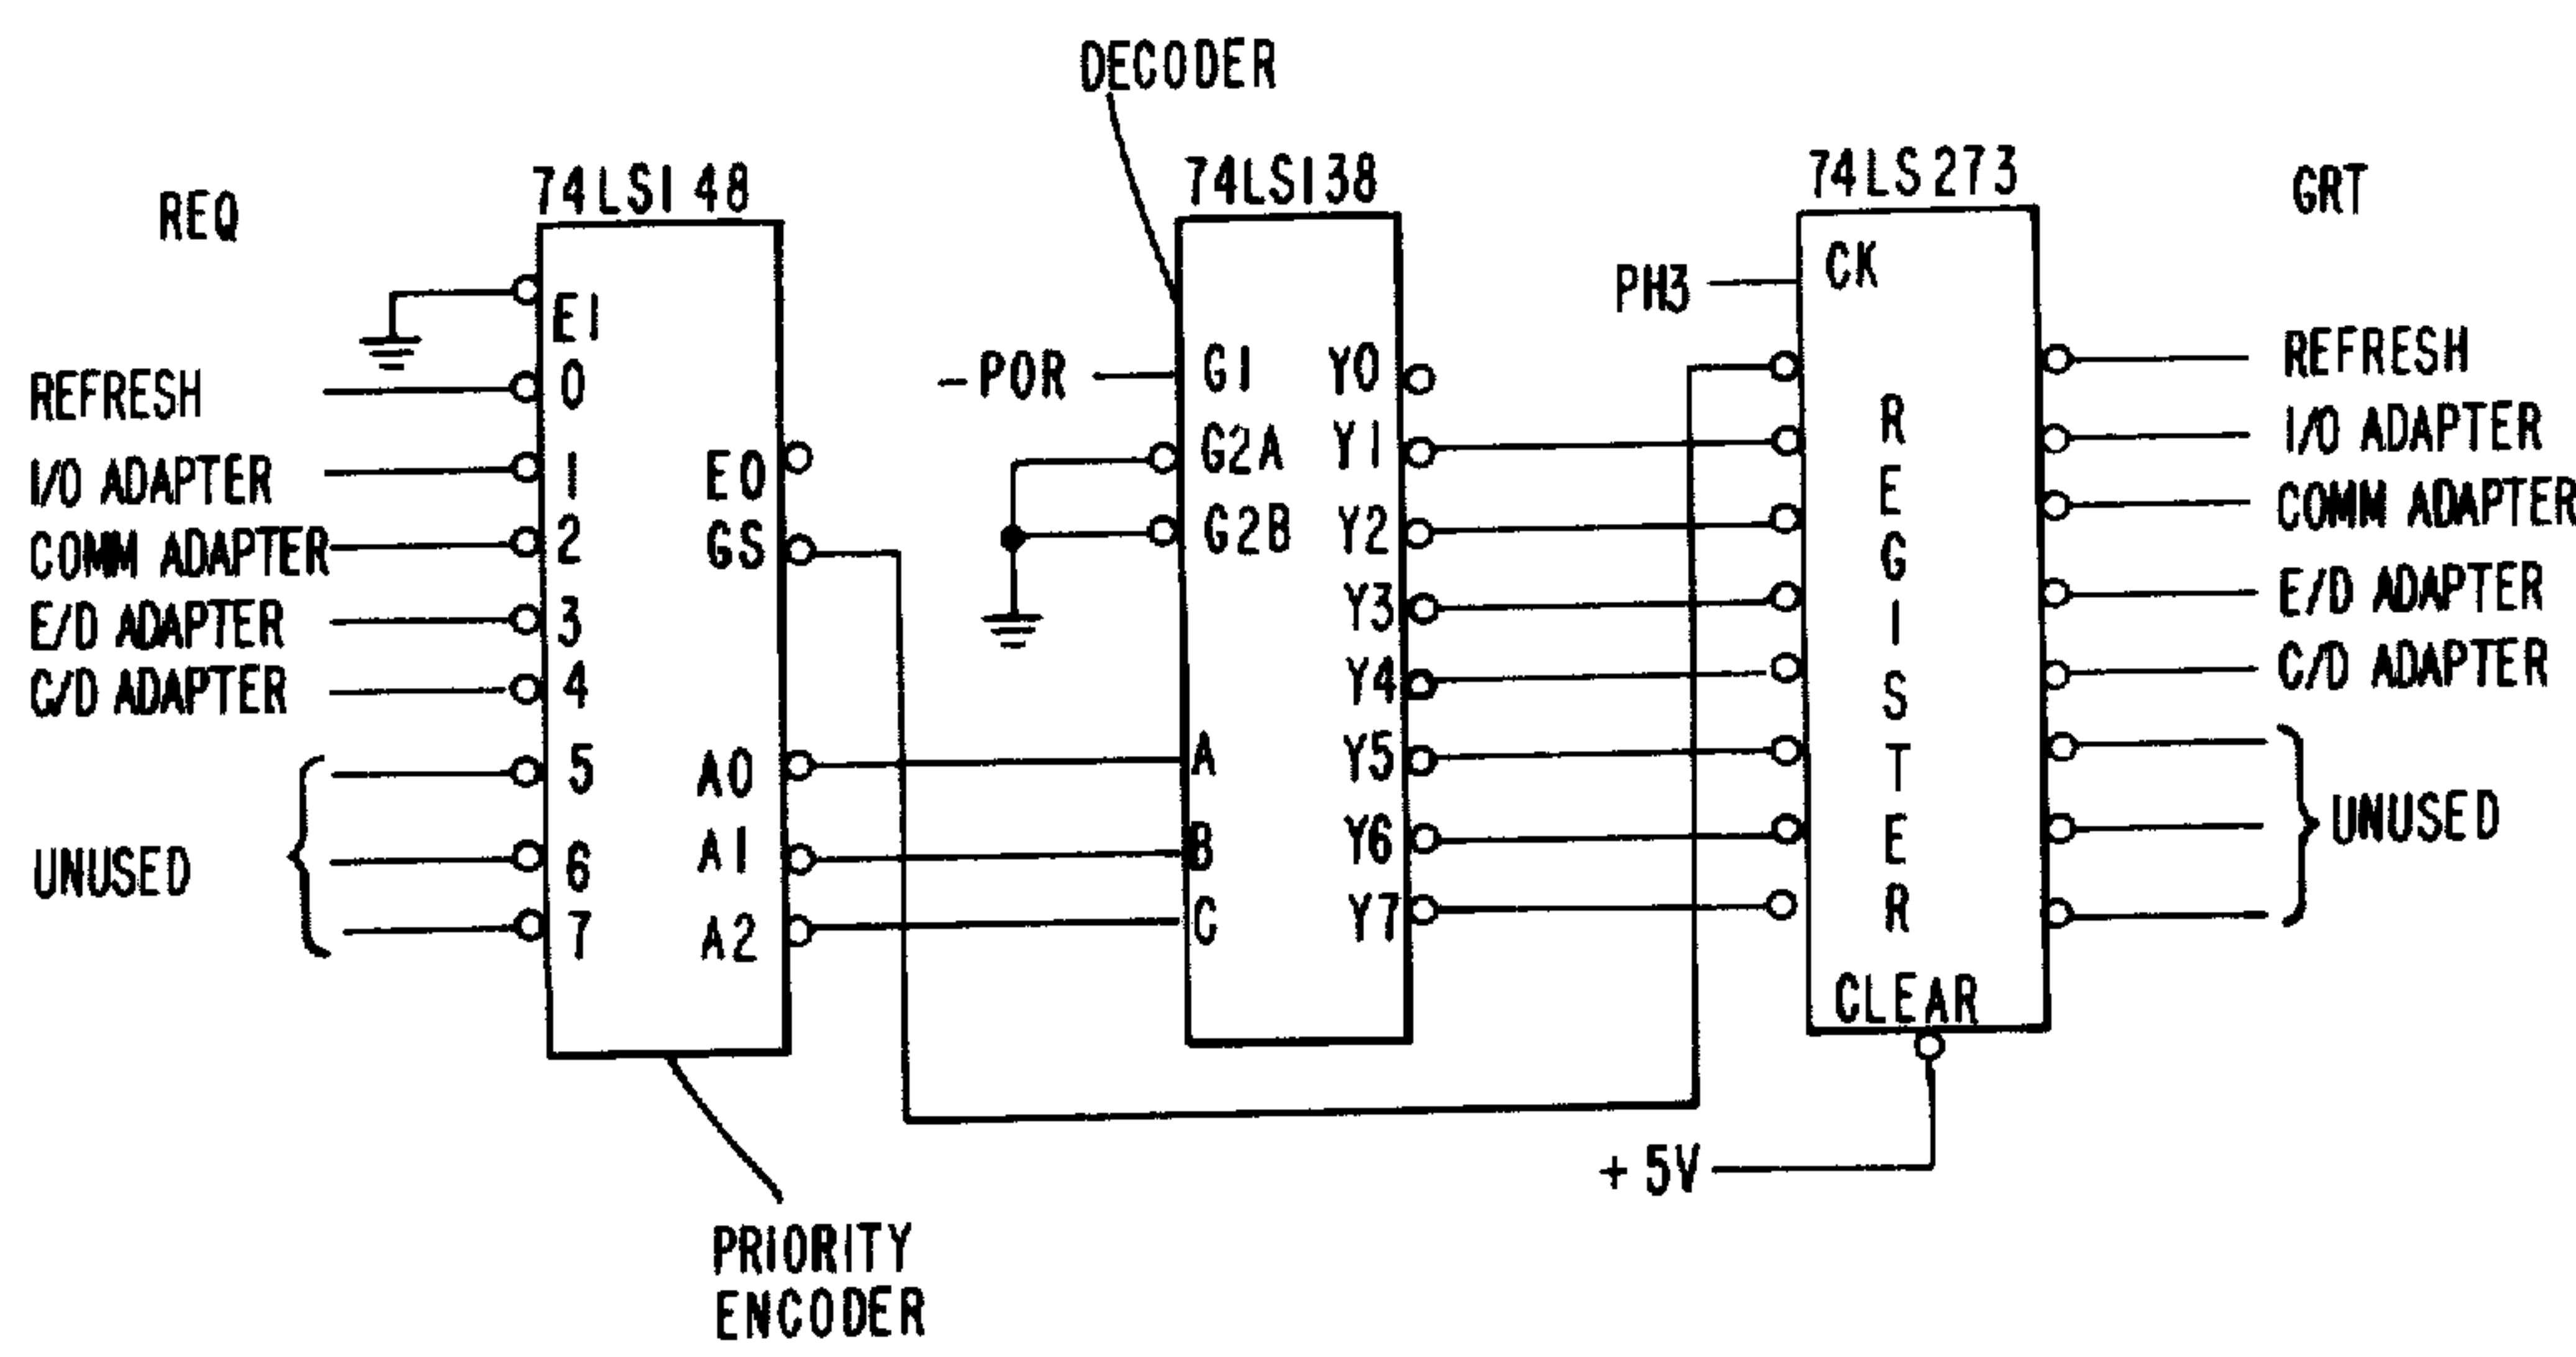 DECODER
74LS148
74LS138
74LS273
REQ
GRT
EI
CK
PH3
0
1
2
3
4
5
6
7
REFRESH
I/O ADAPTER
COMM ADAPTER
E/D ADAPTER
C/D ADAPTER
UNUSED
EO
GS
A0
A1
A2
-POR
G1
G2A
G2B
A
B
C
Y0
Y1
Y2
Y3
Y4
Y5
Y6
Y7
REGISTER
CLEAR
REFRESH
I/O ADAPTER
COMM ADAPTER
E/D ADAPTER
C/D ADAPTER
UNUSED
+5V
PRIORITY
ENCODER